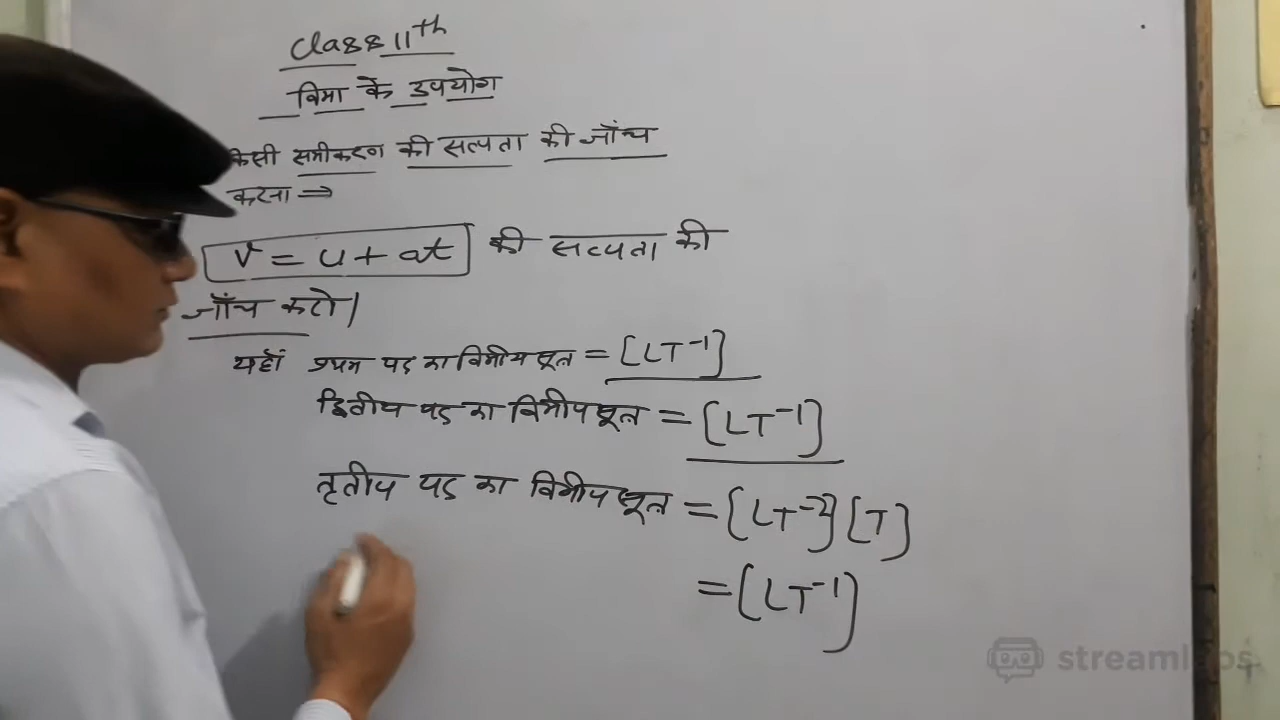 Class 11th
विमा के उपयोग
किसी समीकरण की सत्यता की जाँच
करना ⇒
v = u + at की सत्यता की
जाँच करो।
यहाँ प्रथम पद का विमीय सूत्र = [LT⁻¹]
द्वितीय पद का विमीय सूत्र = [LT⁻¹]
तृतीय पद का विमीय सूत्र = [LT⁻²][T]
= [LT⁻¹]
streamlabs